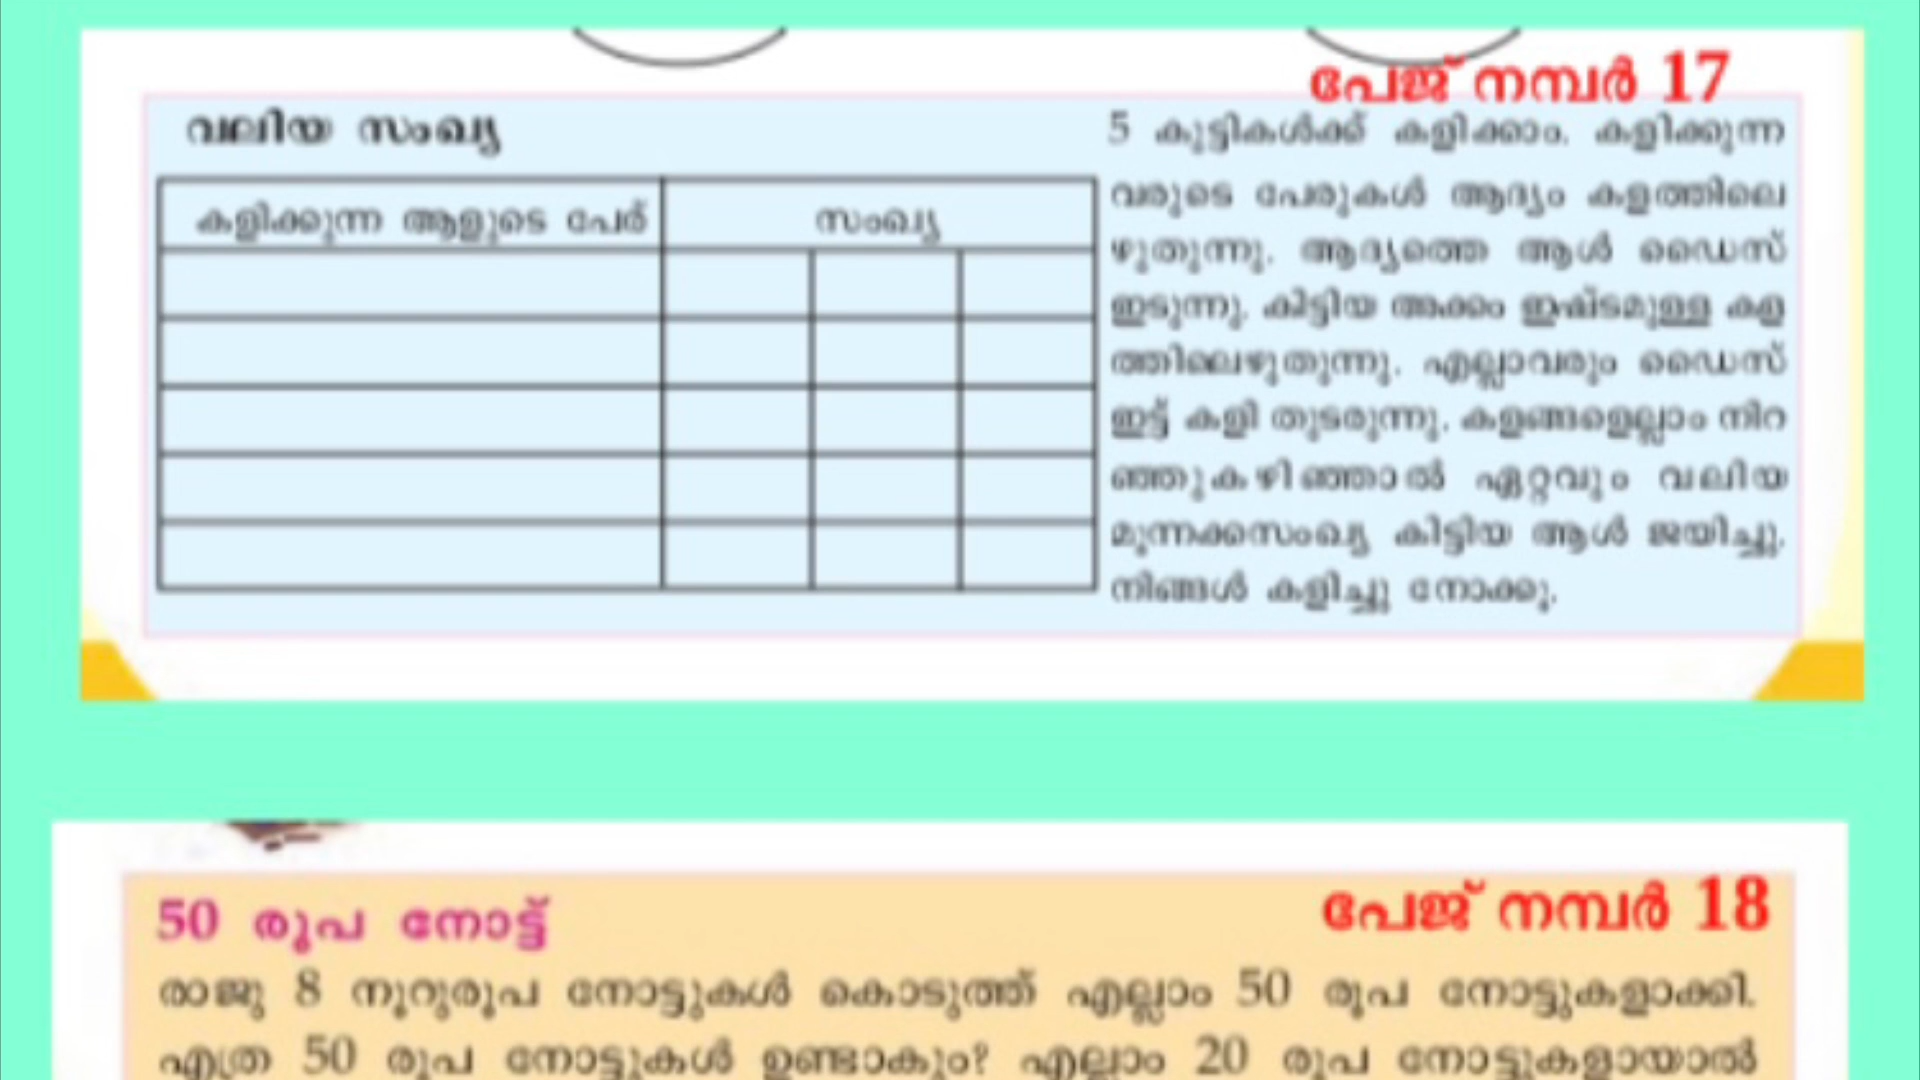 പേജ് നമ്പർ 17
വലിയ സംഖ്യ
കളിക്കുന്ന ആളുടെ പേര്
സംഖ്യ
5 കുട്ടികൾക്ക് കളിക്കാം. കളിക്കുന്ന
വരുടെ പേരുകൾ ആദ്യം കളത്തിലെ
ഴുതുന്നു. ആദ്യത്തെ ആൾ ഡൈസ്
ഇടുന്നു. കിട്ടിയ അക്കം ഇഷ്ടമുള്ള കള
ത്തിലെഴുതുന്നു. എല്ലാവരും ഡൈസ്
ഇട്ട് കളി തുടരുന്നു. കളങ്ങളെല്ലാം നിറ
ഞ്ഞുകഴിഞ്ഞാൽ ഏറ്റവും വലിയ
മൂന്നക്കസംഖ്യ കിട്ടിയ ആൾ ജയിച്ചു.
നിങ്ങൾ കളിച്ചു നോക്കൂ.
പേജ് നമ്പർ 18
50 രൂപ നോട്ട്
രാജു 8 നൂറുരൂപ നോട്ടുകൾ കൊടുത്ത് എല്ലാം 50 രൂപ നോട്ടുകളാക്കി.
എത്ര 50 രൂപ നോട്ടുകൾ ഉണ്ടാകും? എല്ലാം 20 രൂപ നോട്ടുകളായാൽ